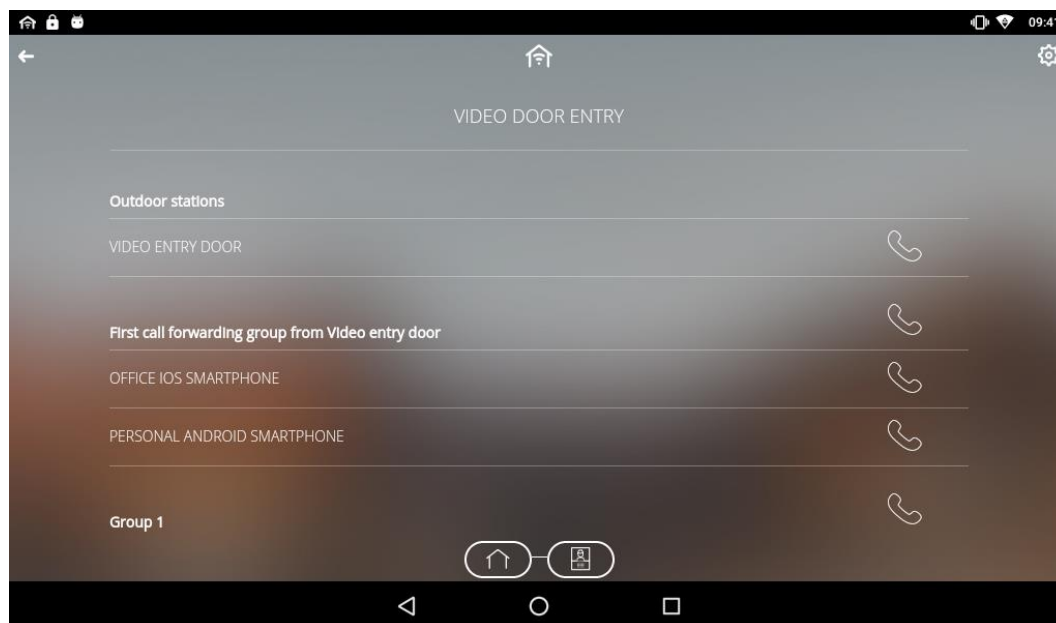 09:41
VIDEO DOOR ENTRY
Outdoor stations
VIDEO ENTRY DOOR
First call forwarding group from Video entry door
OFFICE IOS SMARTPHONE
PERSONAL ANDROID SMARTPHONE
Group 1